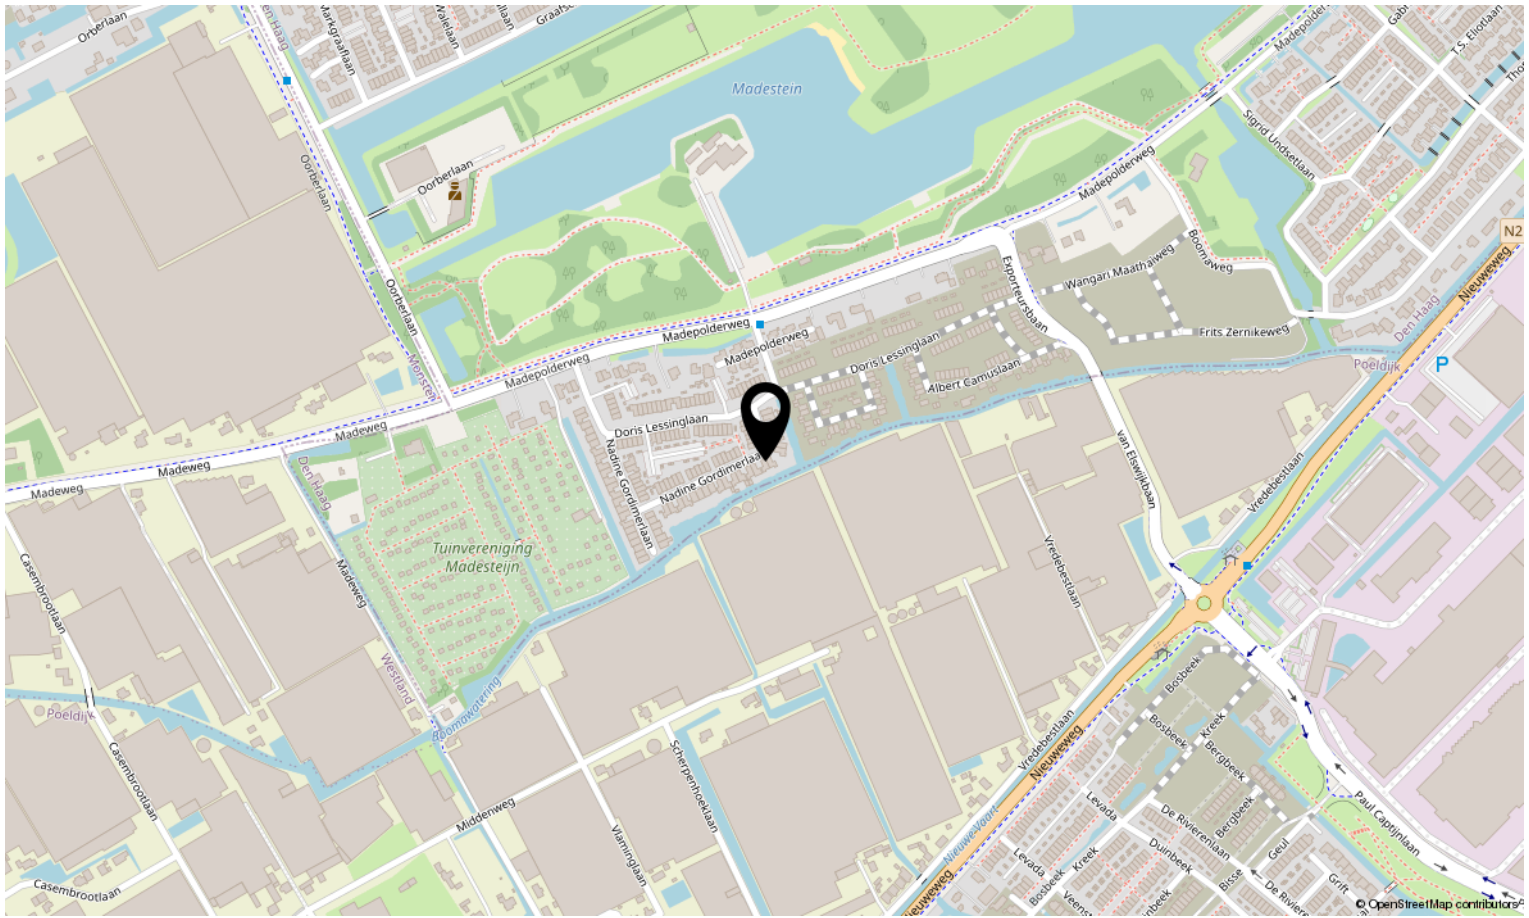 Orberlaan
Den Haag
Markgraaflaan
Walelaan
Madepolderweg
T.S. Eliotlaan
Madestein
Oorberlaan
Oorberlaan
Sigrid Undsetlaan
Madepolderweg
N2
Oorberlaan
Exporteursbaan
Wangari Maathaiweg
Boomaweg
Nieuweweg
Den Haag
Monster
Madepolderweg
Madepolderweg
Madepolderweg
Doris Lessinglaan
Frits Zernikeweg
Albert Camuslaan
Poeldijk
P
Madeweg
Madeweg
Madeweg
Den Haag
Doris Lessinglaan
Nadine Gordimerlaan
Nadine Gordimerlaan
van Elswijkbaan
Vredebestlaan
Tuinvereniging
Madesteijn
Casembrootlaan
Madeweg
Vredebestlaan
Westland
Boomawatering
Poeldijk
Casembrootlaan
Bosbeek
Bosbeek
Kreek
Bergbeek
Bergbeek
Vredebestlaan
Nieuweweg
Scherpenhoeklaan
Middenweg
Vlaminglaan
Nieuwe Vaart
Levada
De Rivierenlaan
Paul Captijnlaan
Duinbeek
Geul
Levada
Kreek
Bosbeek
Bisse
Grift
Casembrootlaan
Nieuweweg
© OpenStreetMap contributors